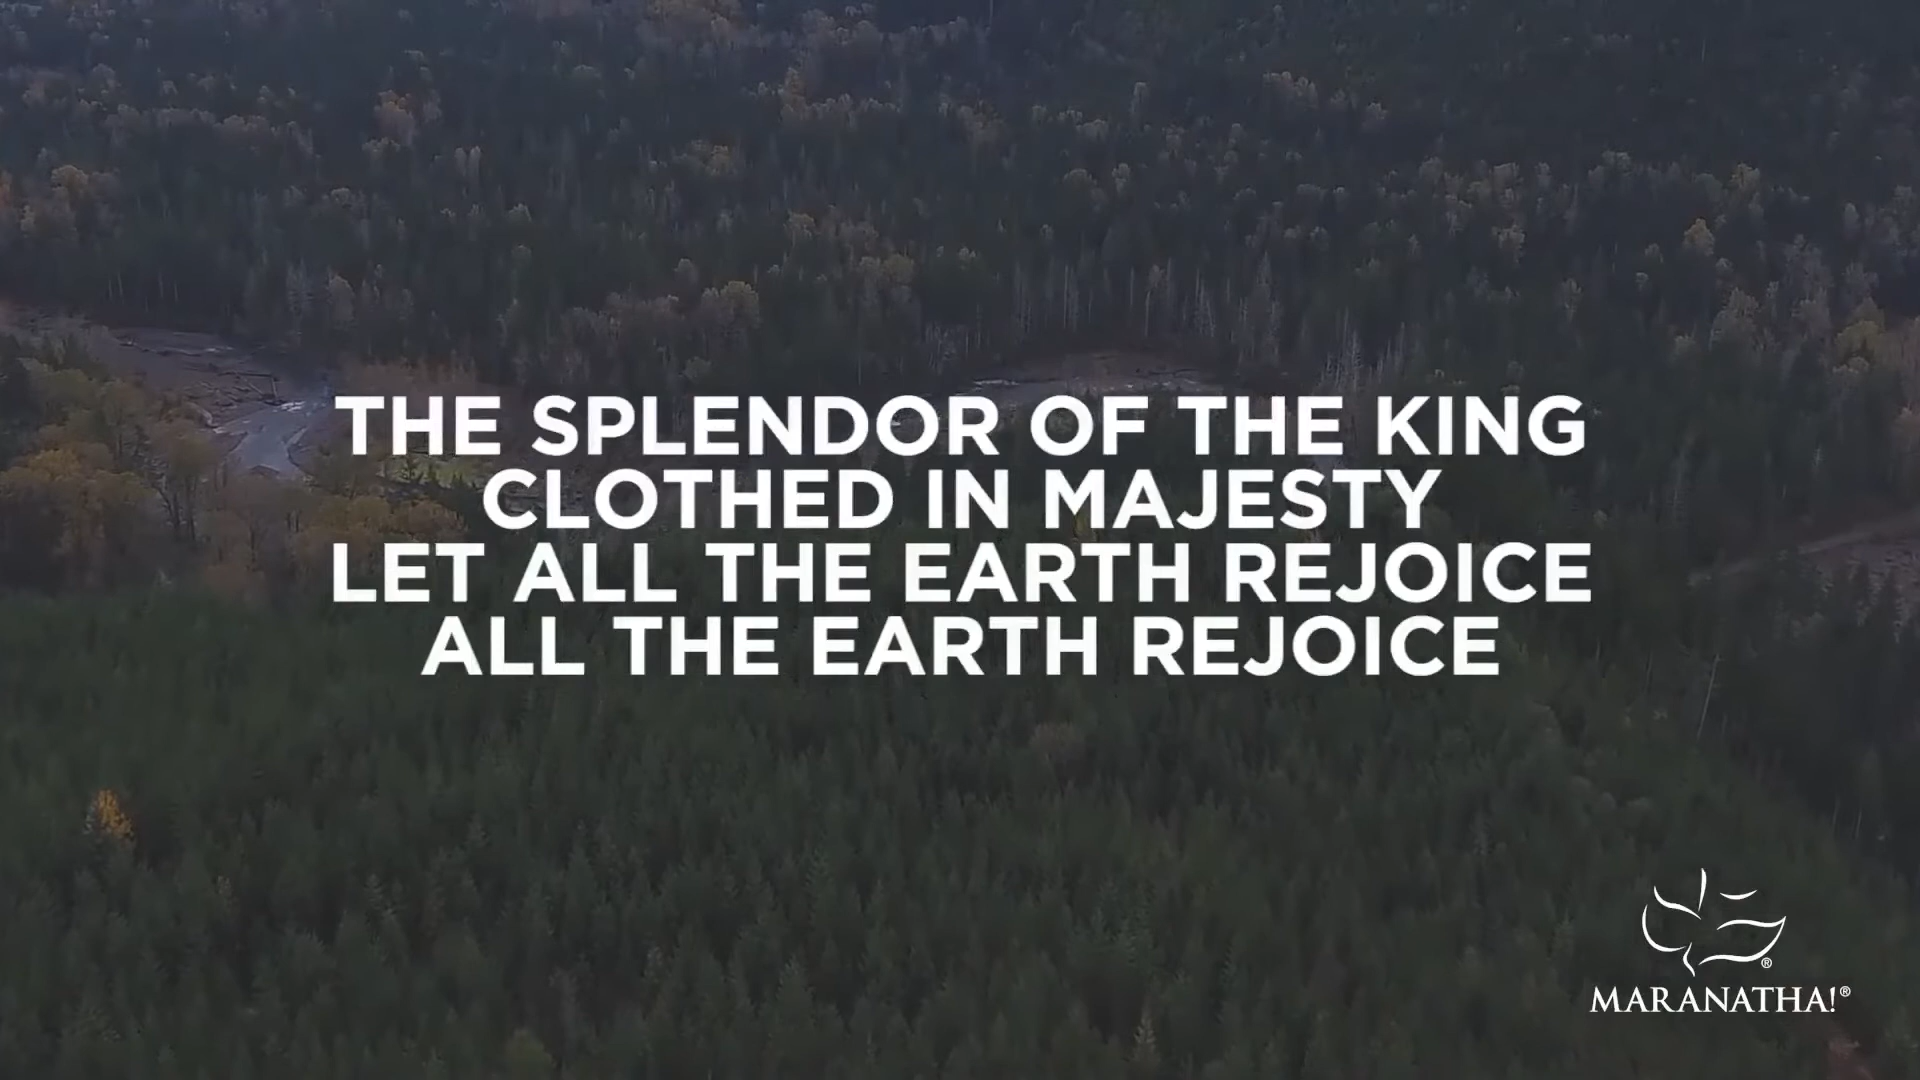 THE SPLENDOR OF THE KING
CLOTHED IN MAJESTY
LET ALL THE EARTH REJOICE
ALL THE EARTH REJOICE
®
MARANATHA!®